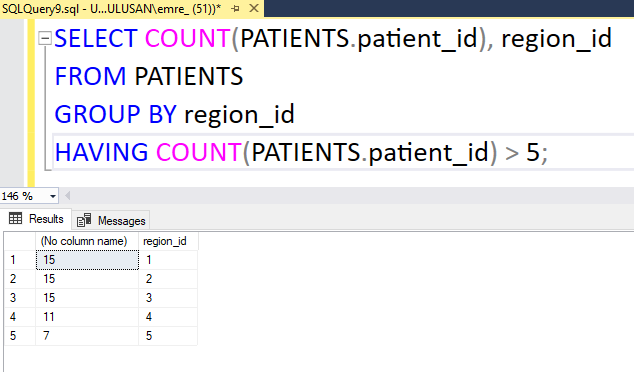 SQLQuery9.sql - U...ULUSAN\emre_ (51))*
SELECT COUNT(PATIENTS.patient_id), region_id
FROM PATIENTS
GROUP BY region_id
HAVING COUNT(PATIENTS.patient_id) > 5;
146 %
Results Messages
(No column name) region_id
1 15 1
2 15 2
3 15 3
4 11 4
5 7 5